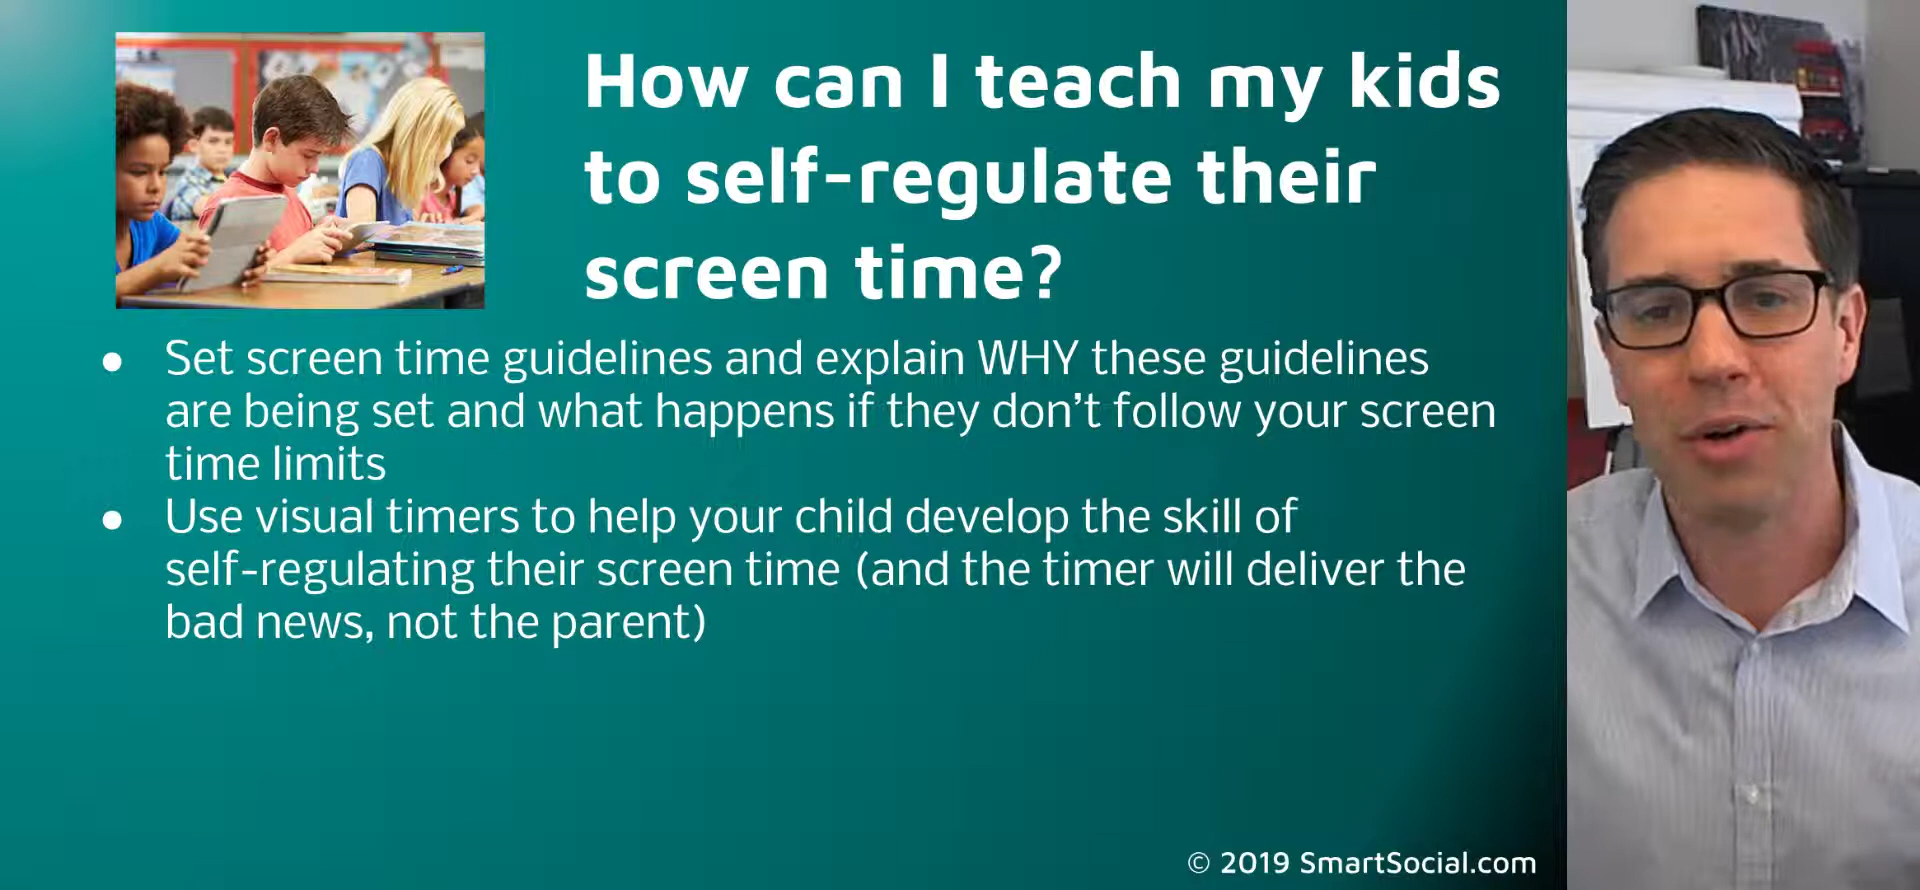 How can I teach my kids
to self-regulate their
screen time?
● Set screen time guidelines and explain WHY these guidelines
are being set and what happens if they don’t follow your screen
time limits
● Use visual timers to help your child develop the skill of
self-regulating their screen time (and the timer will deliver the
bad news, not the parent)
© 2019 SmartSocial.com